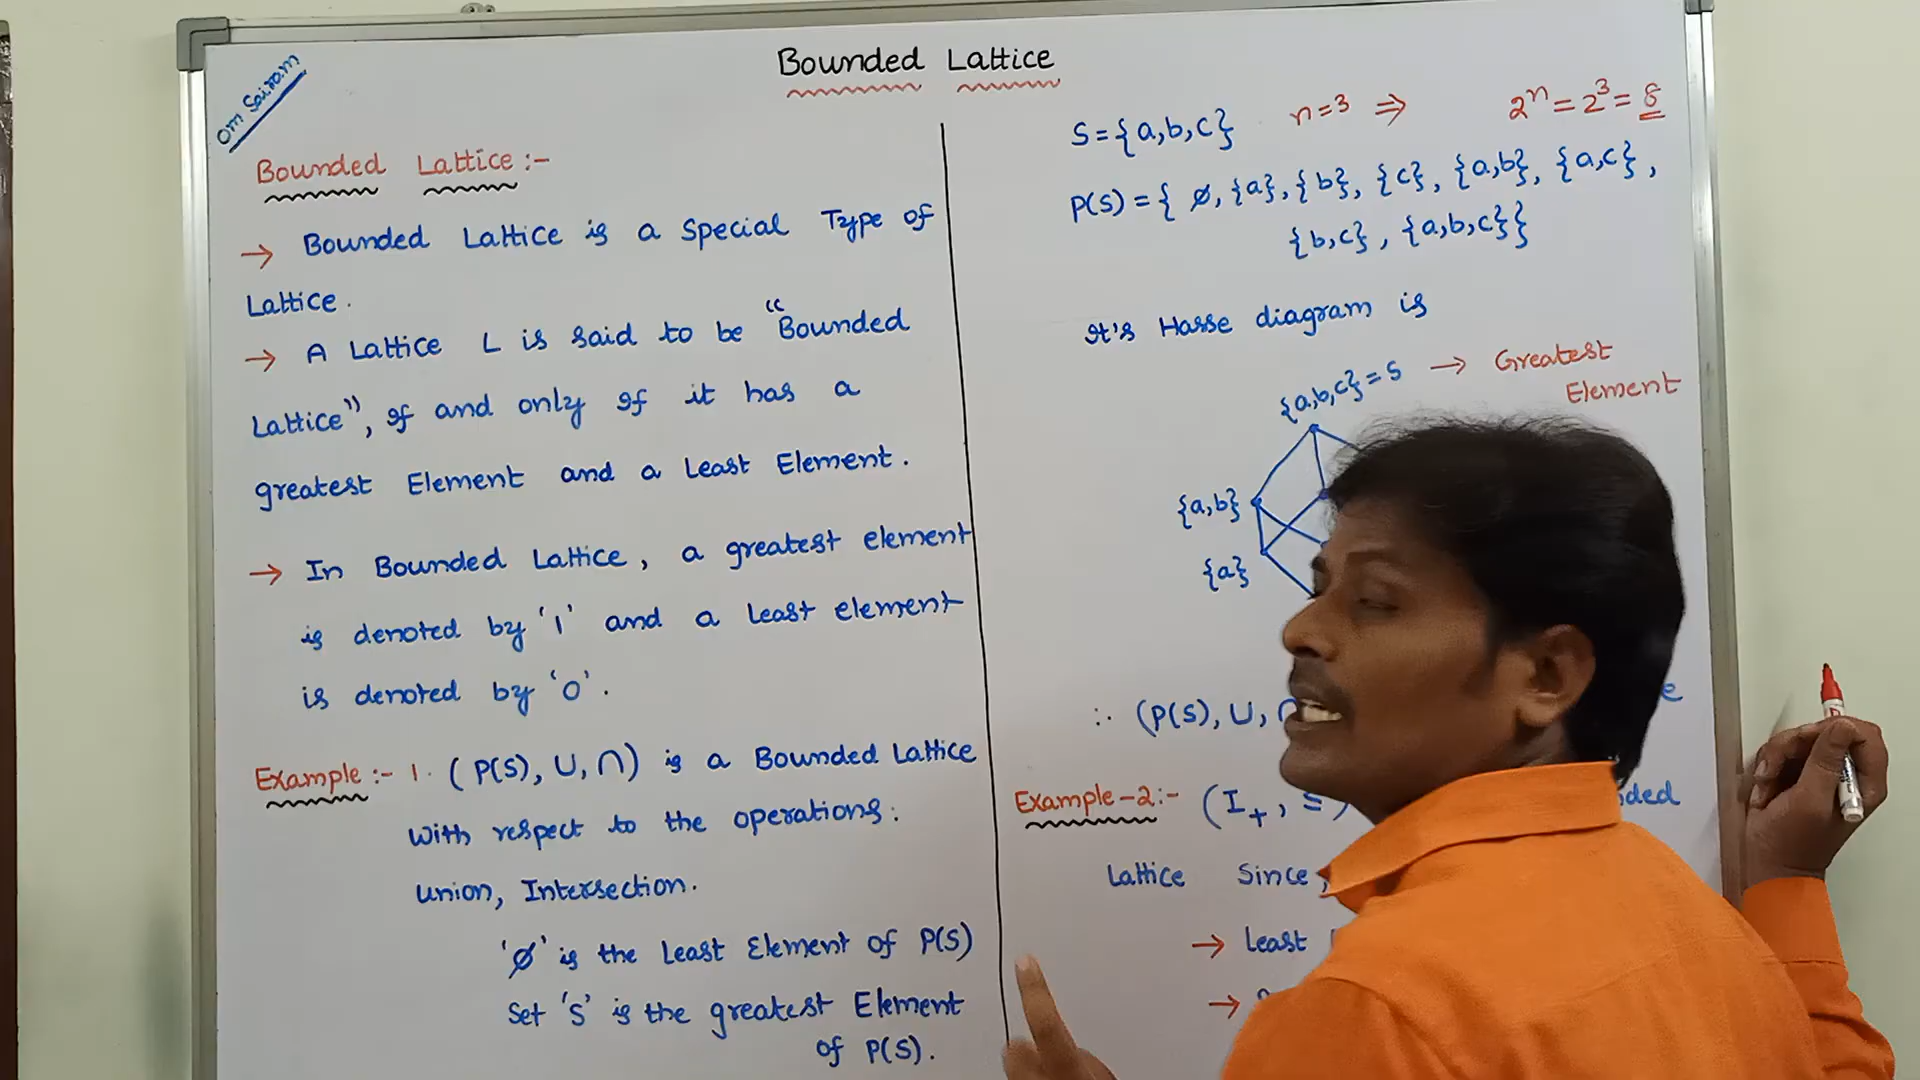 Bounded Lattice
Om Sairam
Bounded Lattice :-
→ Bounded Lattice is a Special Type of
Lattice.
→ A Lattice L is said to be "Bounded
Lattice", if and only if it has a
greatest Element and a Least Element.
→ In Bounded Lattice, a greatest element
is denoted by '1' and a least element
is denoted by '0'.
Example :- 1. (P(S), ∪, ∩) is a Bounded Lattice
with respect to the operations:
union, Intersection.
'ϕ' is the Least Element of P(S)
Set 'S' is the greatest Element
of P(S).
S={a,b,c} n=3 ⇒ 2ⁿ = 2³ = 8
P(S) = { ϕ, {a}, {b}, {c}, {a,b}, {a,c},
{b,c}, {a,b,c}}
It's Hasse diagram is
{a,b,c}=S → Greatest
Element
{a,b}
{a}
∴ (P(S), ∪, ∩
Example-2:- (I₊, ≤)
Lattice Since,
→ Least
→